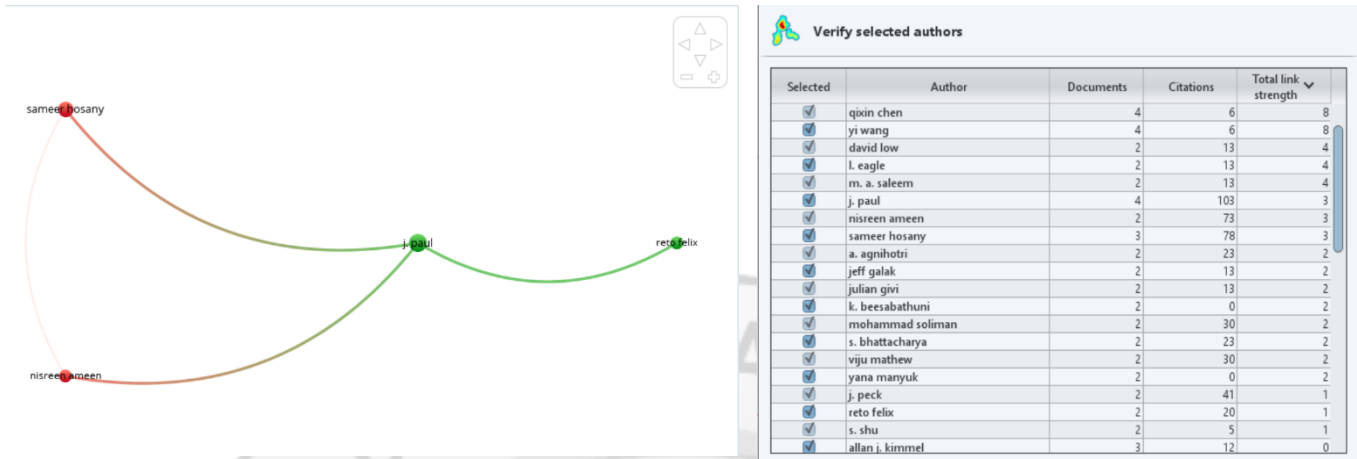 sameer hosany
j. paul
reto felix
nisreen ameen
Verify selected authors
Selected Author Documents Citations Total link strength
qixin chen 4 6 8
yi wang 4 6 8
david low 2 13 4
l. eagle 2 13 4
m. a. saleem 2 13 4
j. paul 4 103 3
nisreen ameen 2 73 3
sameer hosany 3 78 3
a. agnihotri 2 23 2
jeff galak 2 13 2
julian givi 2 13 2
k. beesabathuni 2 0 2
mohammad soliman 2 30 2
s. bhattacharya 2 23 2
viju mathew 2 30 2
yana manyuk 2 0 2
j. peck 2 41 1
reto felix 2 20 1
s. shu 2 5 1
allan j. kimmel 3 12 0